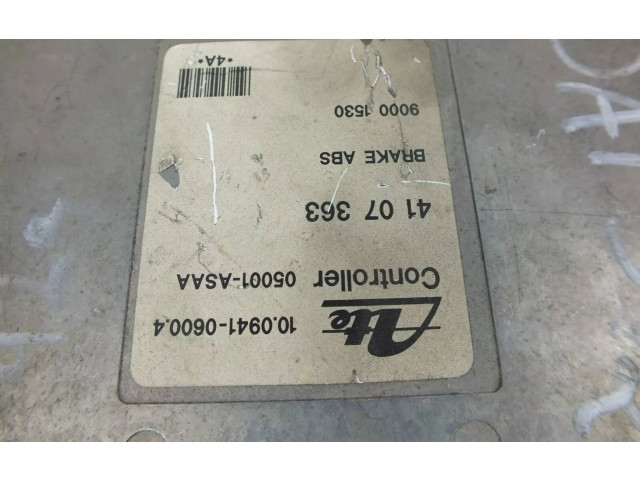 Ate 10.0941-0600.4
Controller 05001-ASAA
41 07 363
BRAKE ABS
9000 1530
*4A*